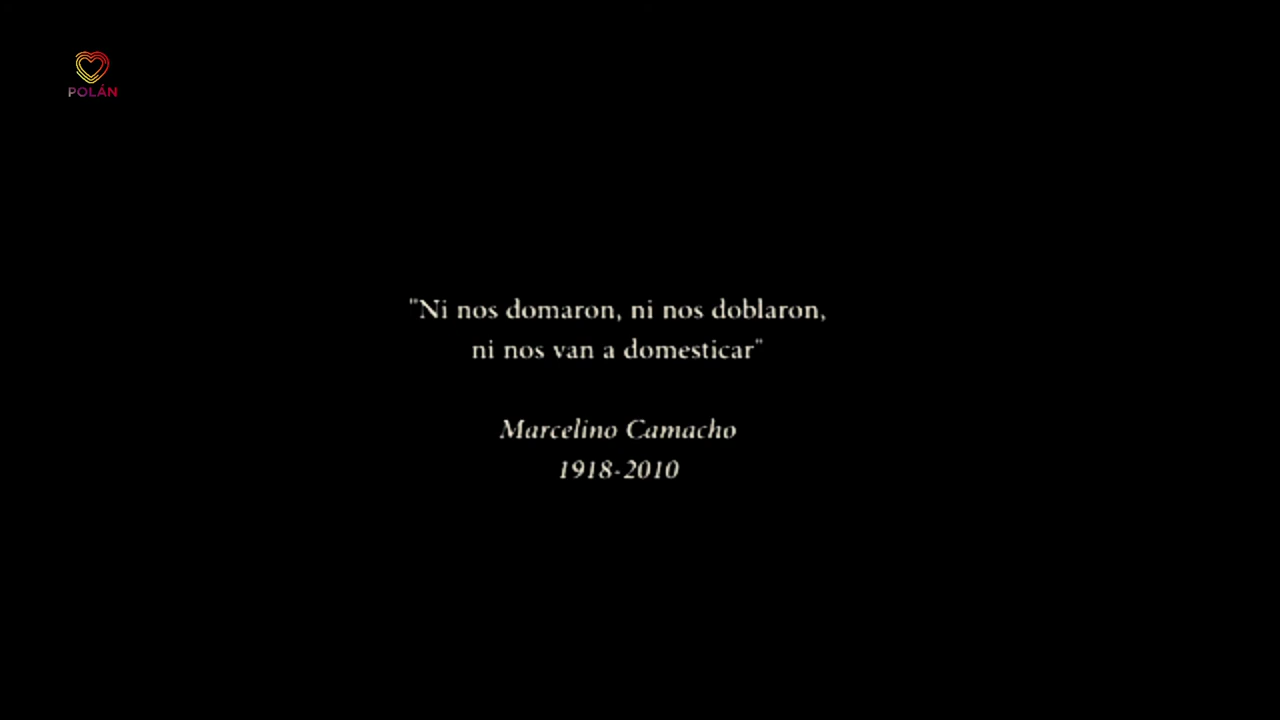 POLÁN
"Ni nos domaron, ni nos doblaron,
ni nos van a domesticar"
Marcelino Camacho
1918-2010